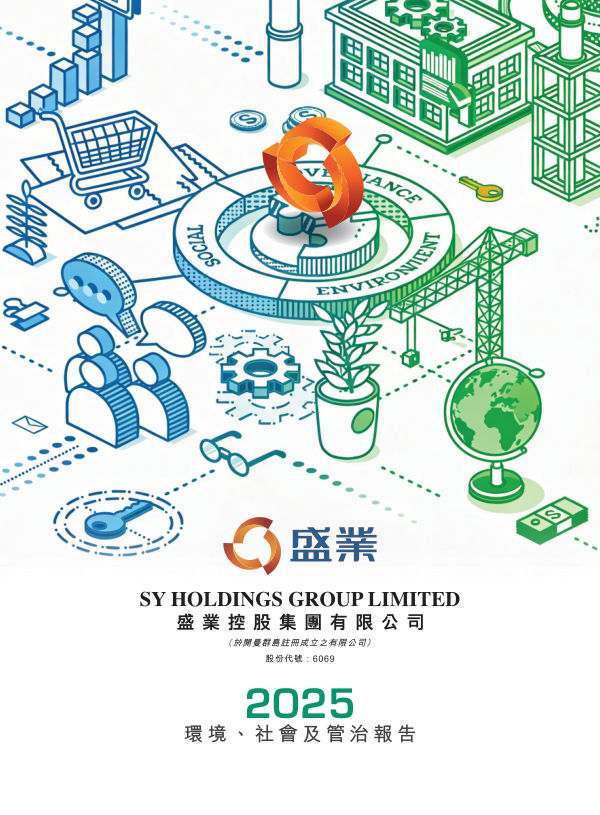 GOVERNANCE
SOCIAL
ENVIRONMENT
盛業
SY HOLDINGS GROUP LIMITED
盛業控股集團有限公司
（於開曼群島註冊成立之有限公司）
股份代號：6069
2025
環境、社會及管治報告